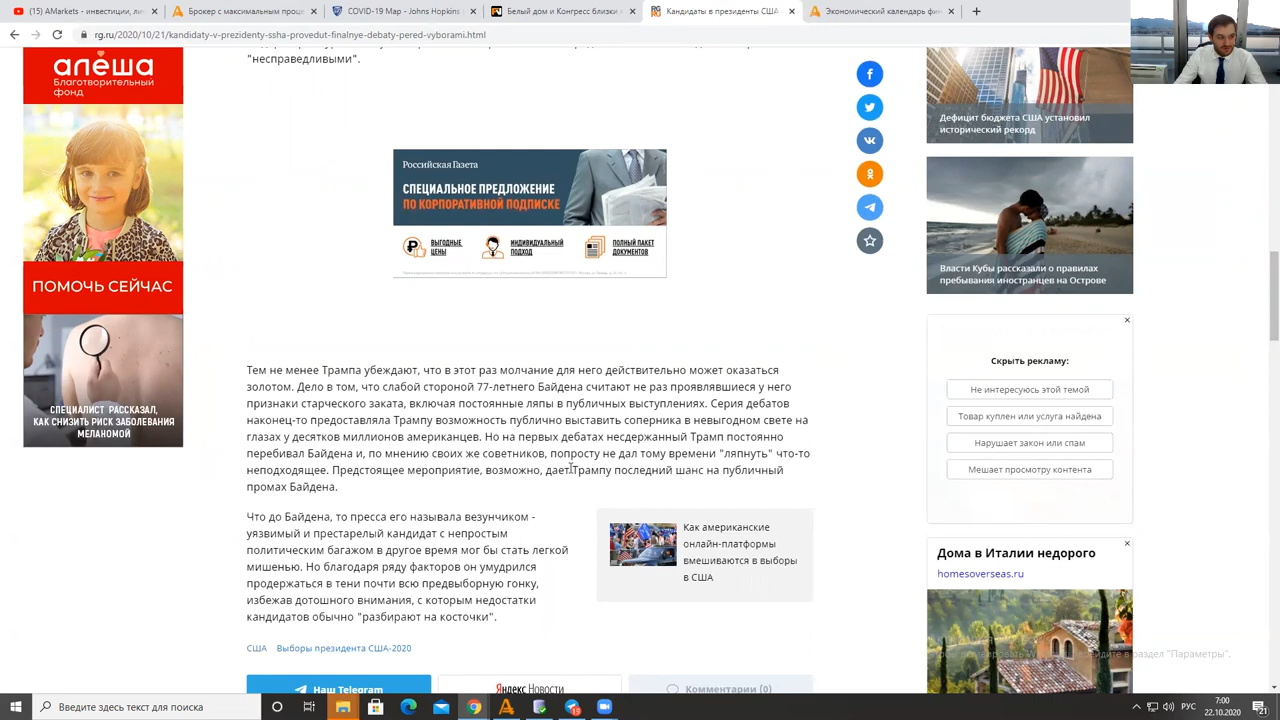 AMarkets - инвестиции, ли
Брокер с максимальным проце
COVID-19 Map - Johns Hopkins
Белый дом и Конгресс близки
Кандидаты в президенты США
Экономический календарь фин
rg.ru/2020/10/21/kandidaty-v-prezidenty-ssha-provedut-finalnye-debaty-pered-vyborami.html
"несправедливыми".
алёша
Благотворительный
фонд
ПОМОЧЬ СЕЙЧАС
СПЕЦИАЛИСТ РАССКАЗАЛ,
КАК СНИЗИТЬ РИСК ЗАБОЛЕВАНИЯ
МЕЛАНОМОЙ
Российская Газета
СПЕЦИАЛЬНОЕ ПРЕДЛОЖЕНИЕ
ПО КОРПОРАТИВНОЙ ПОДПИСКЕ
ВЫГОДНЫЕ
ЦЕНЫ
ИНДИВИДУАЛЬНЫЙ
ПОДХОД
ПОЛНЫЙ ПАКЕТ
ДОКУМЕНТОВ
Тем не менее Трампа убеждают, что в этот раз молчание для него действительно может оказаться
золотом. Дело в том, что слабой стороной 77-летнего Байдена считают не раз проявлявшиеся у него
признаки старческого заката, включая постоянные ляпы в публичных выступлениях. Серия дебатов
наконец-то предоставляла Трампу возможность публично выставить соперника в невыгодном свете на
глазах у десятков миллионов американцев. Но на первых дебатах несдержанный Трамп постоянно
перебивал Байдена и, по мнению своих же советников, попросту не дал тому времени "ляпнуть" что-то
неподходящее. Предстоящее мероприятие, возможно, дает Трампу последний шанс на публичный
промах Байдена.
Что до Байдена, то пресса его называла везунчиком -
уязвимый и престарелый кандидат с непростым
политическим багажом в другое время мог бы стать легкой
мишенью. Но благодаря ряду факторов он умудрился
продержаться в тени почти всю предвыборную гонку,
избежав дотошного внимания, с которым недостатки
кандидатов обычно "разбирают на косточки".
Как американские
онлайн-платформы
вмешиваются в выборы
в США
США Выборы президента США-2020
Наш Telegram
Яндекс Новости
Комментарии (0)
Дефицит бюджета США установил
исторический рекорд
Власти Кубы рассказали о правилах
пребывания иностранцев на Острове
Скрыть рекламу:
Не интересуюсь этой темой
Товар куплен или услуга найдена
Нарушает закон или спам
Мешает просмотру контента
Дома в Италии недорого
homesoverseas.ru
в раздел "Параметры".
Введите здесь текст для поиска
19
РУС
7:00
22.10.2020
21